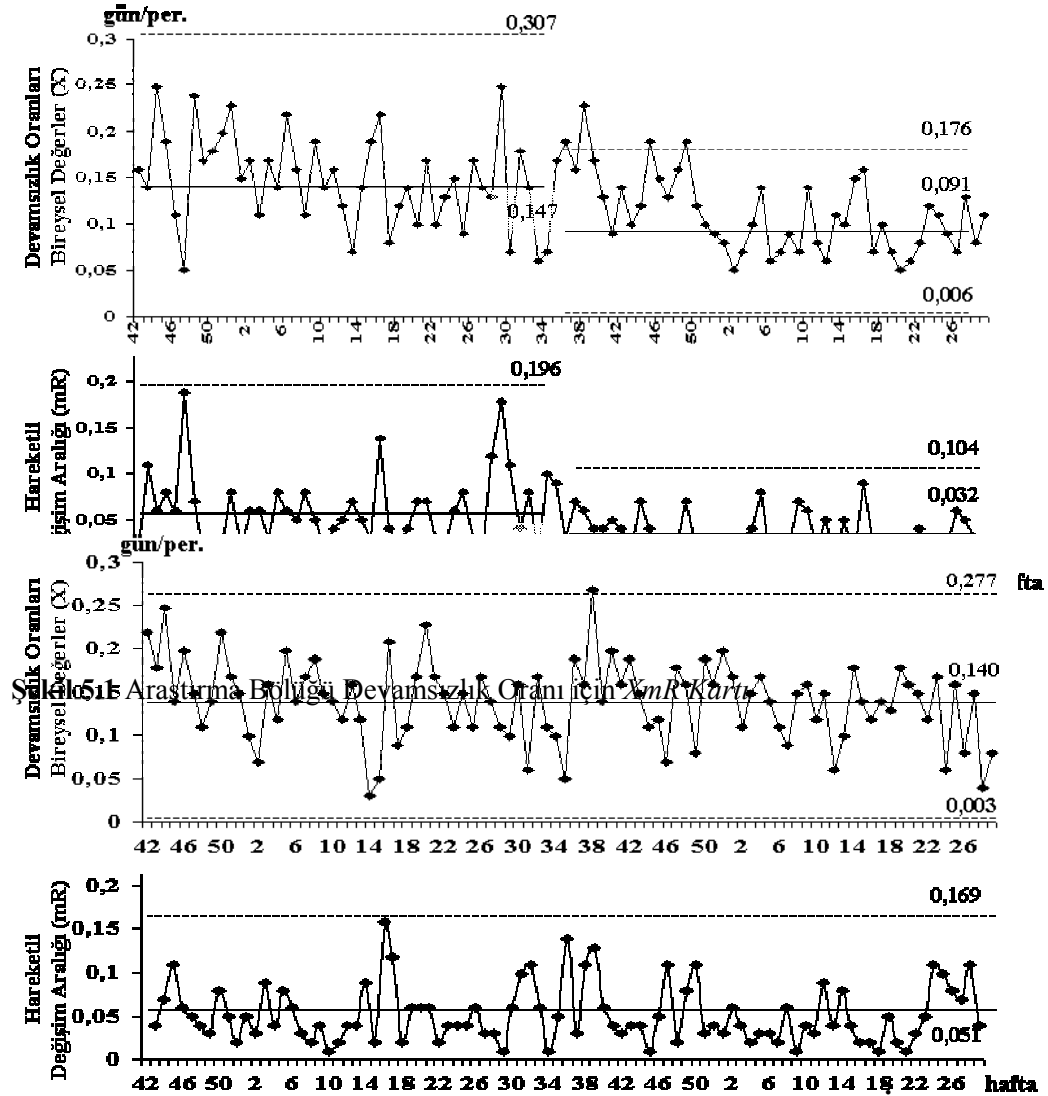 gün/per.
0,307
0,3
0,25
0,2
0,15
0,1
0,05
0
Devamsızlık Oranları
Bireysel Değerler (X)
0,176
0,091
0,147
0,006
42 46 50 2 6 10 14 18 22 26 30 34 38 42 46 50 2 6 10 14 18 22 26
0,196
0,2
0,15
0,1
0,05
Hareketli
işim Aralığı (mR)
0,104
0,032
gün/per.
0,3
0,25
0,2
0,15
0,1
0,05
0
Devamsızlık Oranları
Bireysel Değerler (X)
0,277
fta
0,140
Şekil 5.1 Araştırma Bölüğü Devamsızlık Oranı için XmR Kartı
0,003
42 46 50 2 6 10 14 18 22 26 30 34 38 42 46 50 2 6 10 14 18 22 26
0,2
0,15
0,1
0,05
0
Hareketli
Değişim Aralığı (mR)
0,169
0,051
42 46 50 2 6 10 14 18 22 26 30 34 38 42 46 50 2 6 10 14 18 22 26 hafta